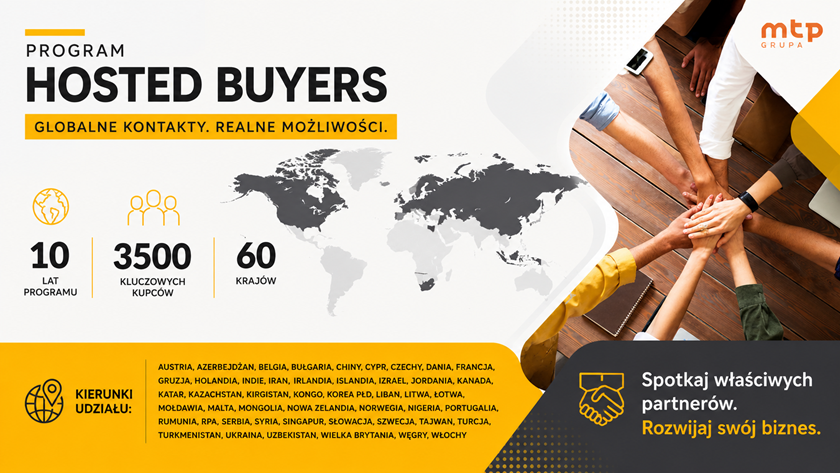 PROGRAM
HOSTED BUYERS
GLOBALNE KONTAKTY. REALNE MOŻLIWOŚCI.
mtp
GRUPA
10
LAT
PROGRAMU
3500
KLUCZOWYCH
KUPCÓW
60
KRAJÓW
KIERUNKI
UDZIAŁU:
AUSTRIA, AZERBEJDŻAN, BELGIA, BUŁGARIA, CHINY, CYPR, CZECHY, DANIA, FRANCJA,
GRUZJA, HOLANDIA, INDIE, IRAN, IRLANDIA, ISLANDIA, IZRAEL, JORDANIA, KANADA,
KATAR, KAZACHSTAN, KIRGISTAN, KONGO, KOREA PŁD, LIBAN, LITWA, ŁOTWA,
MOŁDAWIA, MALTA, MONGOLIA, NOWA ZELANDIA, NORWEGIA, NIGERIA, PORTUGALIA,
RUMUNIA, RPA, SERBIA, SYRIA, SINGAPUR, SŁOWACJA, SZWECJA, TAJWAN, TURCJA,
TURKMENISTAN, UKRAINA, UZBEKISTAN, WIELKA BRYTANIA, WĘGRY, WŁOCHY
Spotkaj właściwych
partnerów.
Rozwijaj swój biznes.